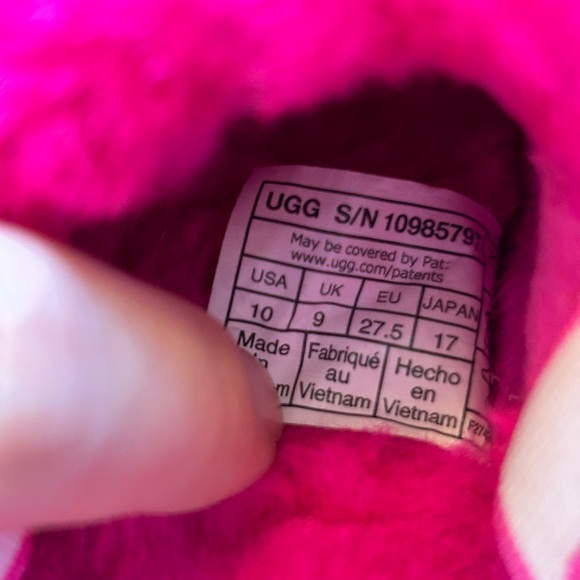 UGG S/N 1098579
May be covered by Pat:
www.ugg.com/patents
USA UK EU JAPAN
10 9 27.5 17
Made Fabriqué Hecho
au en
Vietnam Vietnam